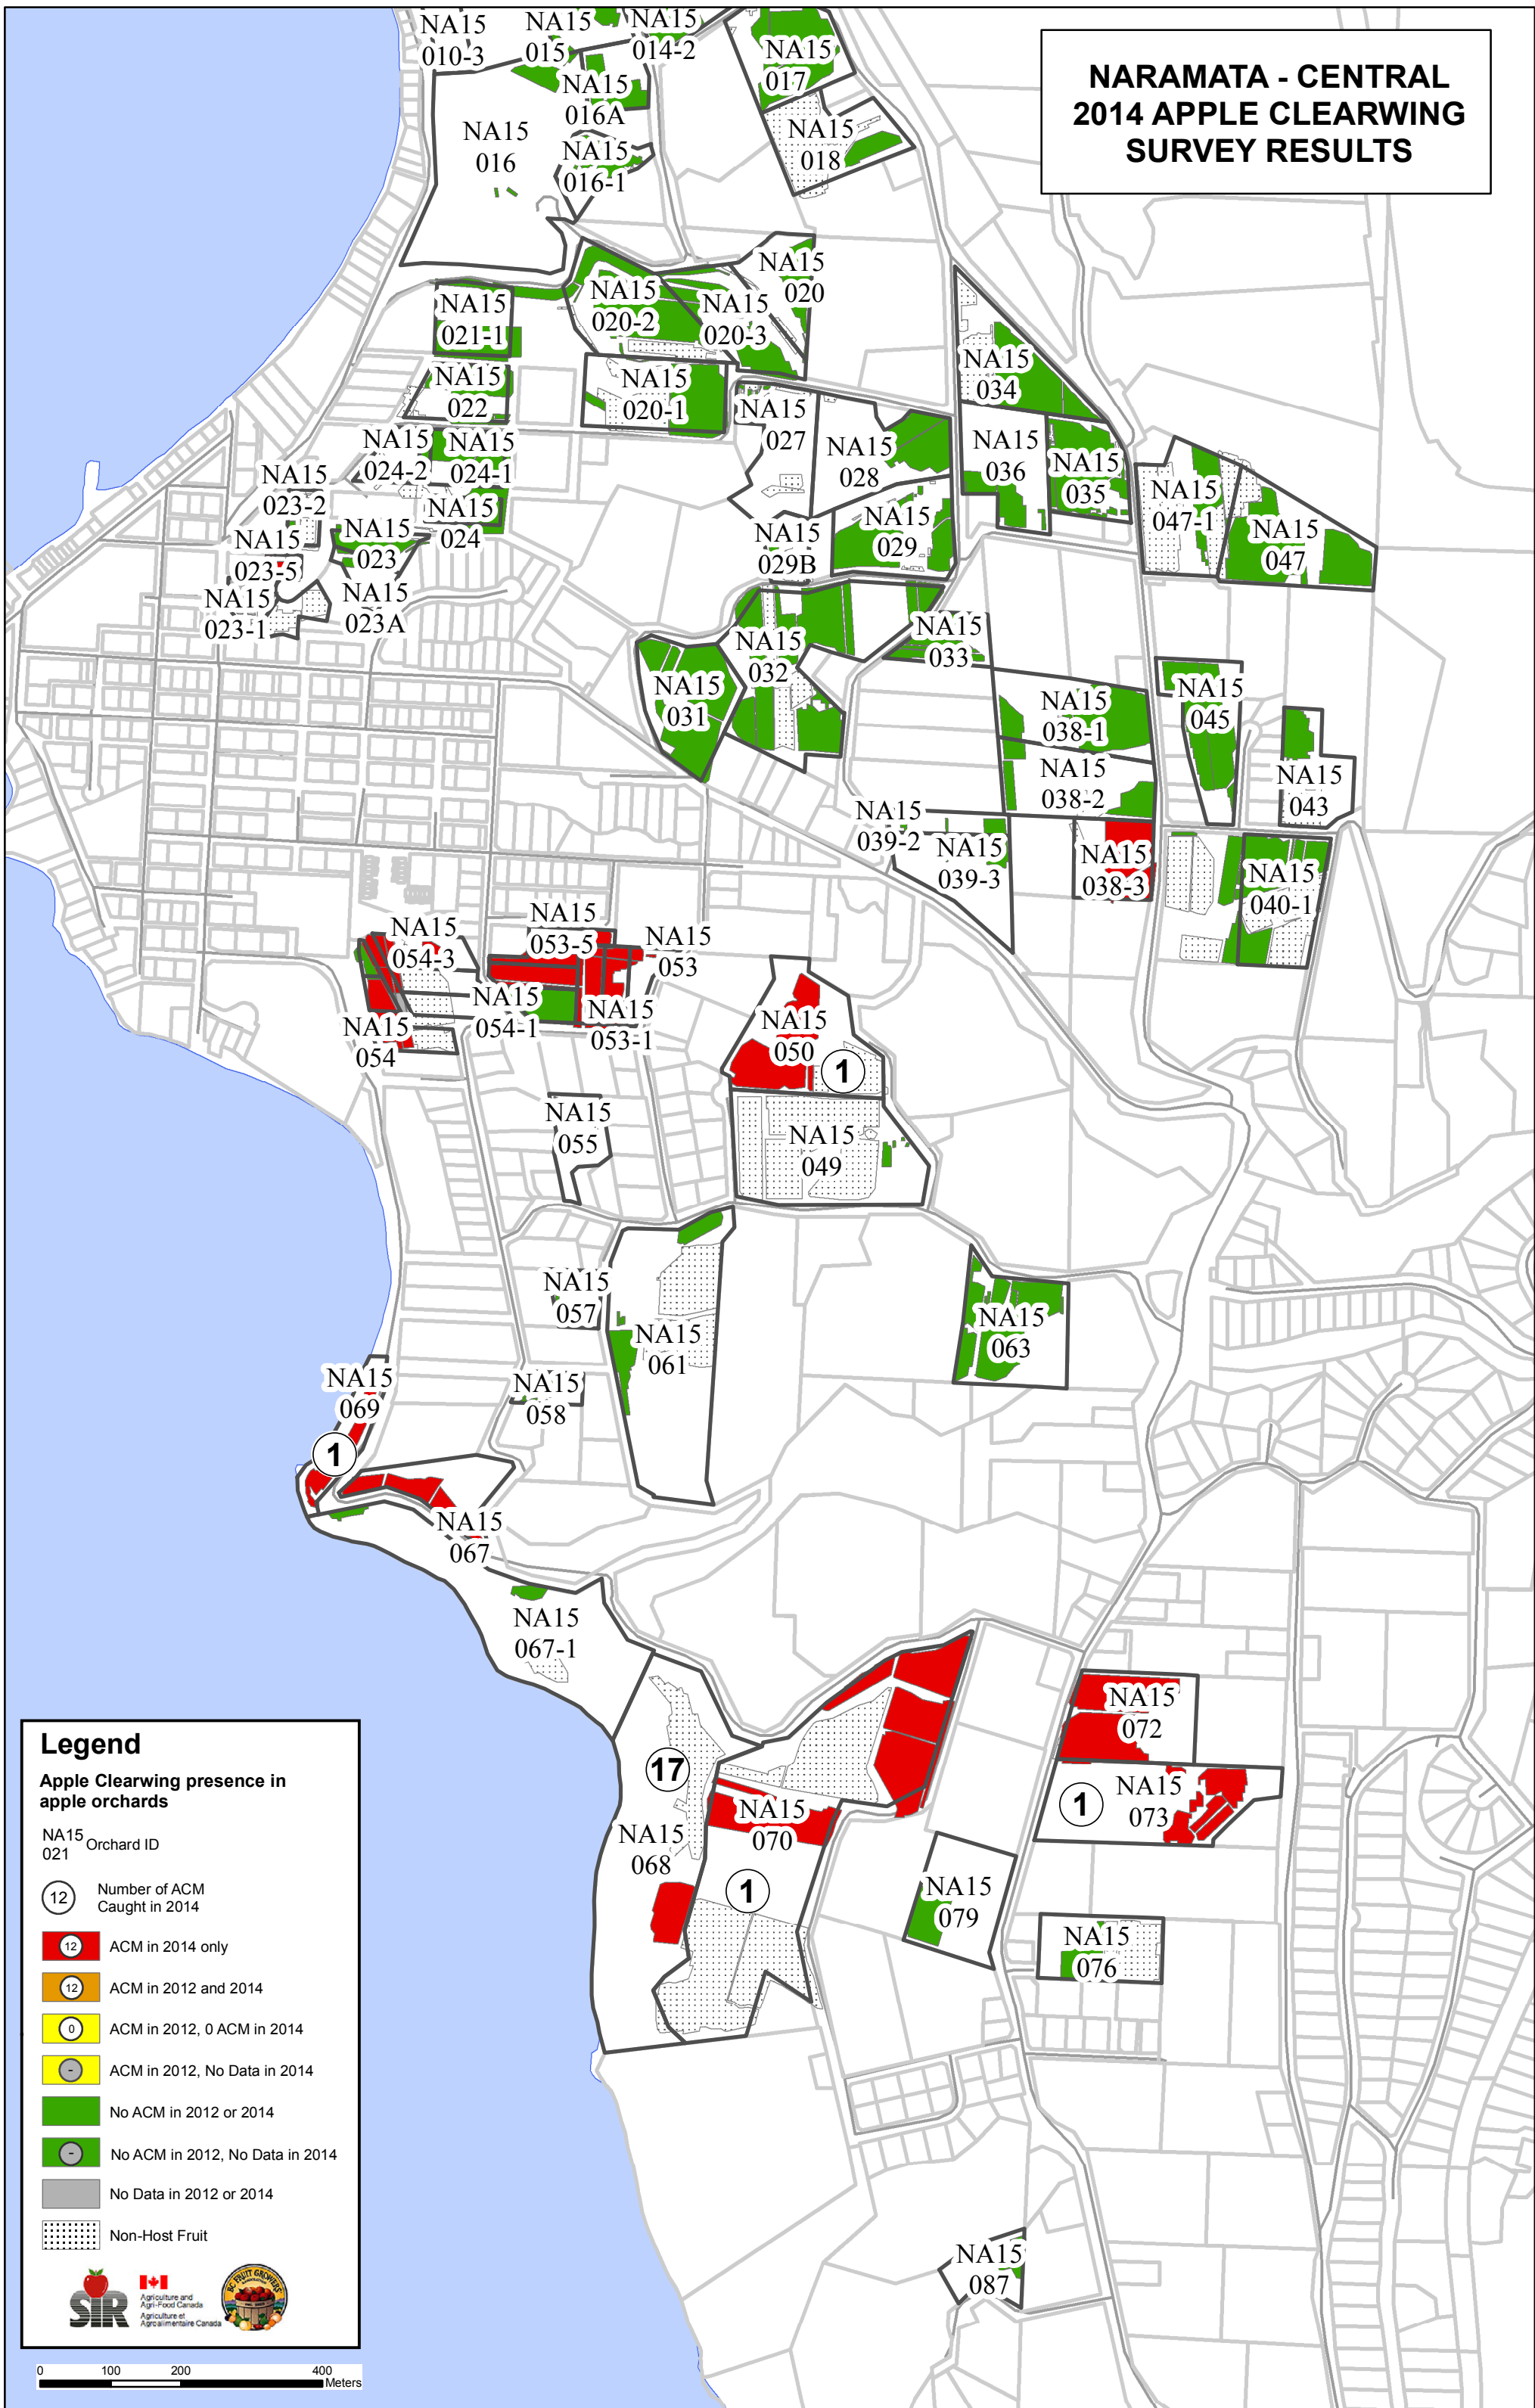 NARAMATA - CENTRAL
2014 APPLE CLEARWING
SURVEY RESULTS
NA15
010-3
NA15
015
NA15
014-2
NA15
017
NA15
016A
NA15
016
NA15
018
NA15
016-1
NA15
020
NA15
020-2
NA15
020-3
NA15
021-1
NA15
034
NA15
022
NA15
020-1
NA15
027
NA15
028
NA15
036
NA15
035
NA15
024-2
NA15
024-1
NA15
023-2
NA15
047-1
NA15
024
NA15
029
NA15
047
NA15
023
NA15
023-5
NA15
029B
NA15
023-1
NA15
023A
NA15
033
NA15
032
NA15
031
NA15
045
NA15
038-1
NA15
038-2
NA15
043
NA15
039-2
NA15
039-3
NA15
038-3
NA15
040-1
NA15
053-5
NA15
054-3
NA15
053
NA15
054-1
NA15
053-1
NA15
050
1
NA15
054
NA15
055
NA15
049
NA15
057
NA15
063
NA15
061
NA15
069
NA15
058
1
NA15
067
NA15
067-1
NA15
072
17
NA15
073
1
NA15
070
NA15
068
1
NA15
079
NA15
076
NA15
087
Legend
Apple Clearwing presence in
apple orchards
NA15
021
Orchard ID
12
Number of ACM
Caught in 2014
12
ACM in 2014 only
12
ACM in 2012 and 2014
0
ACM in 2012, 0 ACM in 2014
-
ACM in 2012, No Data in 2014
No ACM in 2012 or 2014
-
No ACM in 2012, No Data in 2014
No Data in 2012 or 2014
Non-Host Fruit
SIR
Agriculture and
Agri-Food Canada
Agriculture et
Agroalimentaire Canada
BC FRUIT GROWERS'
0 100 200 400
Meters